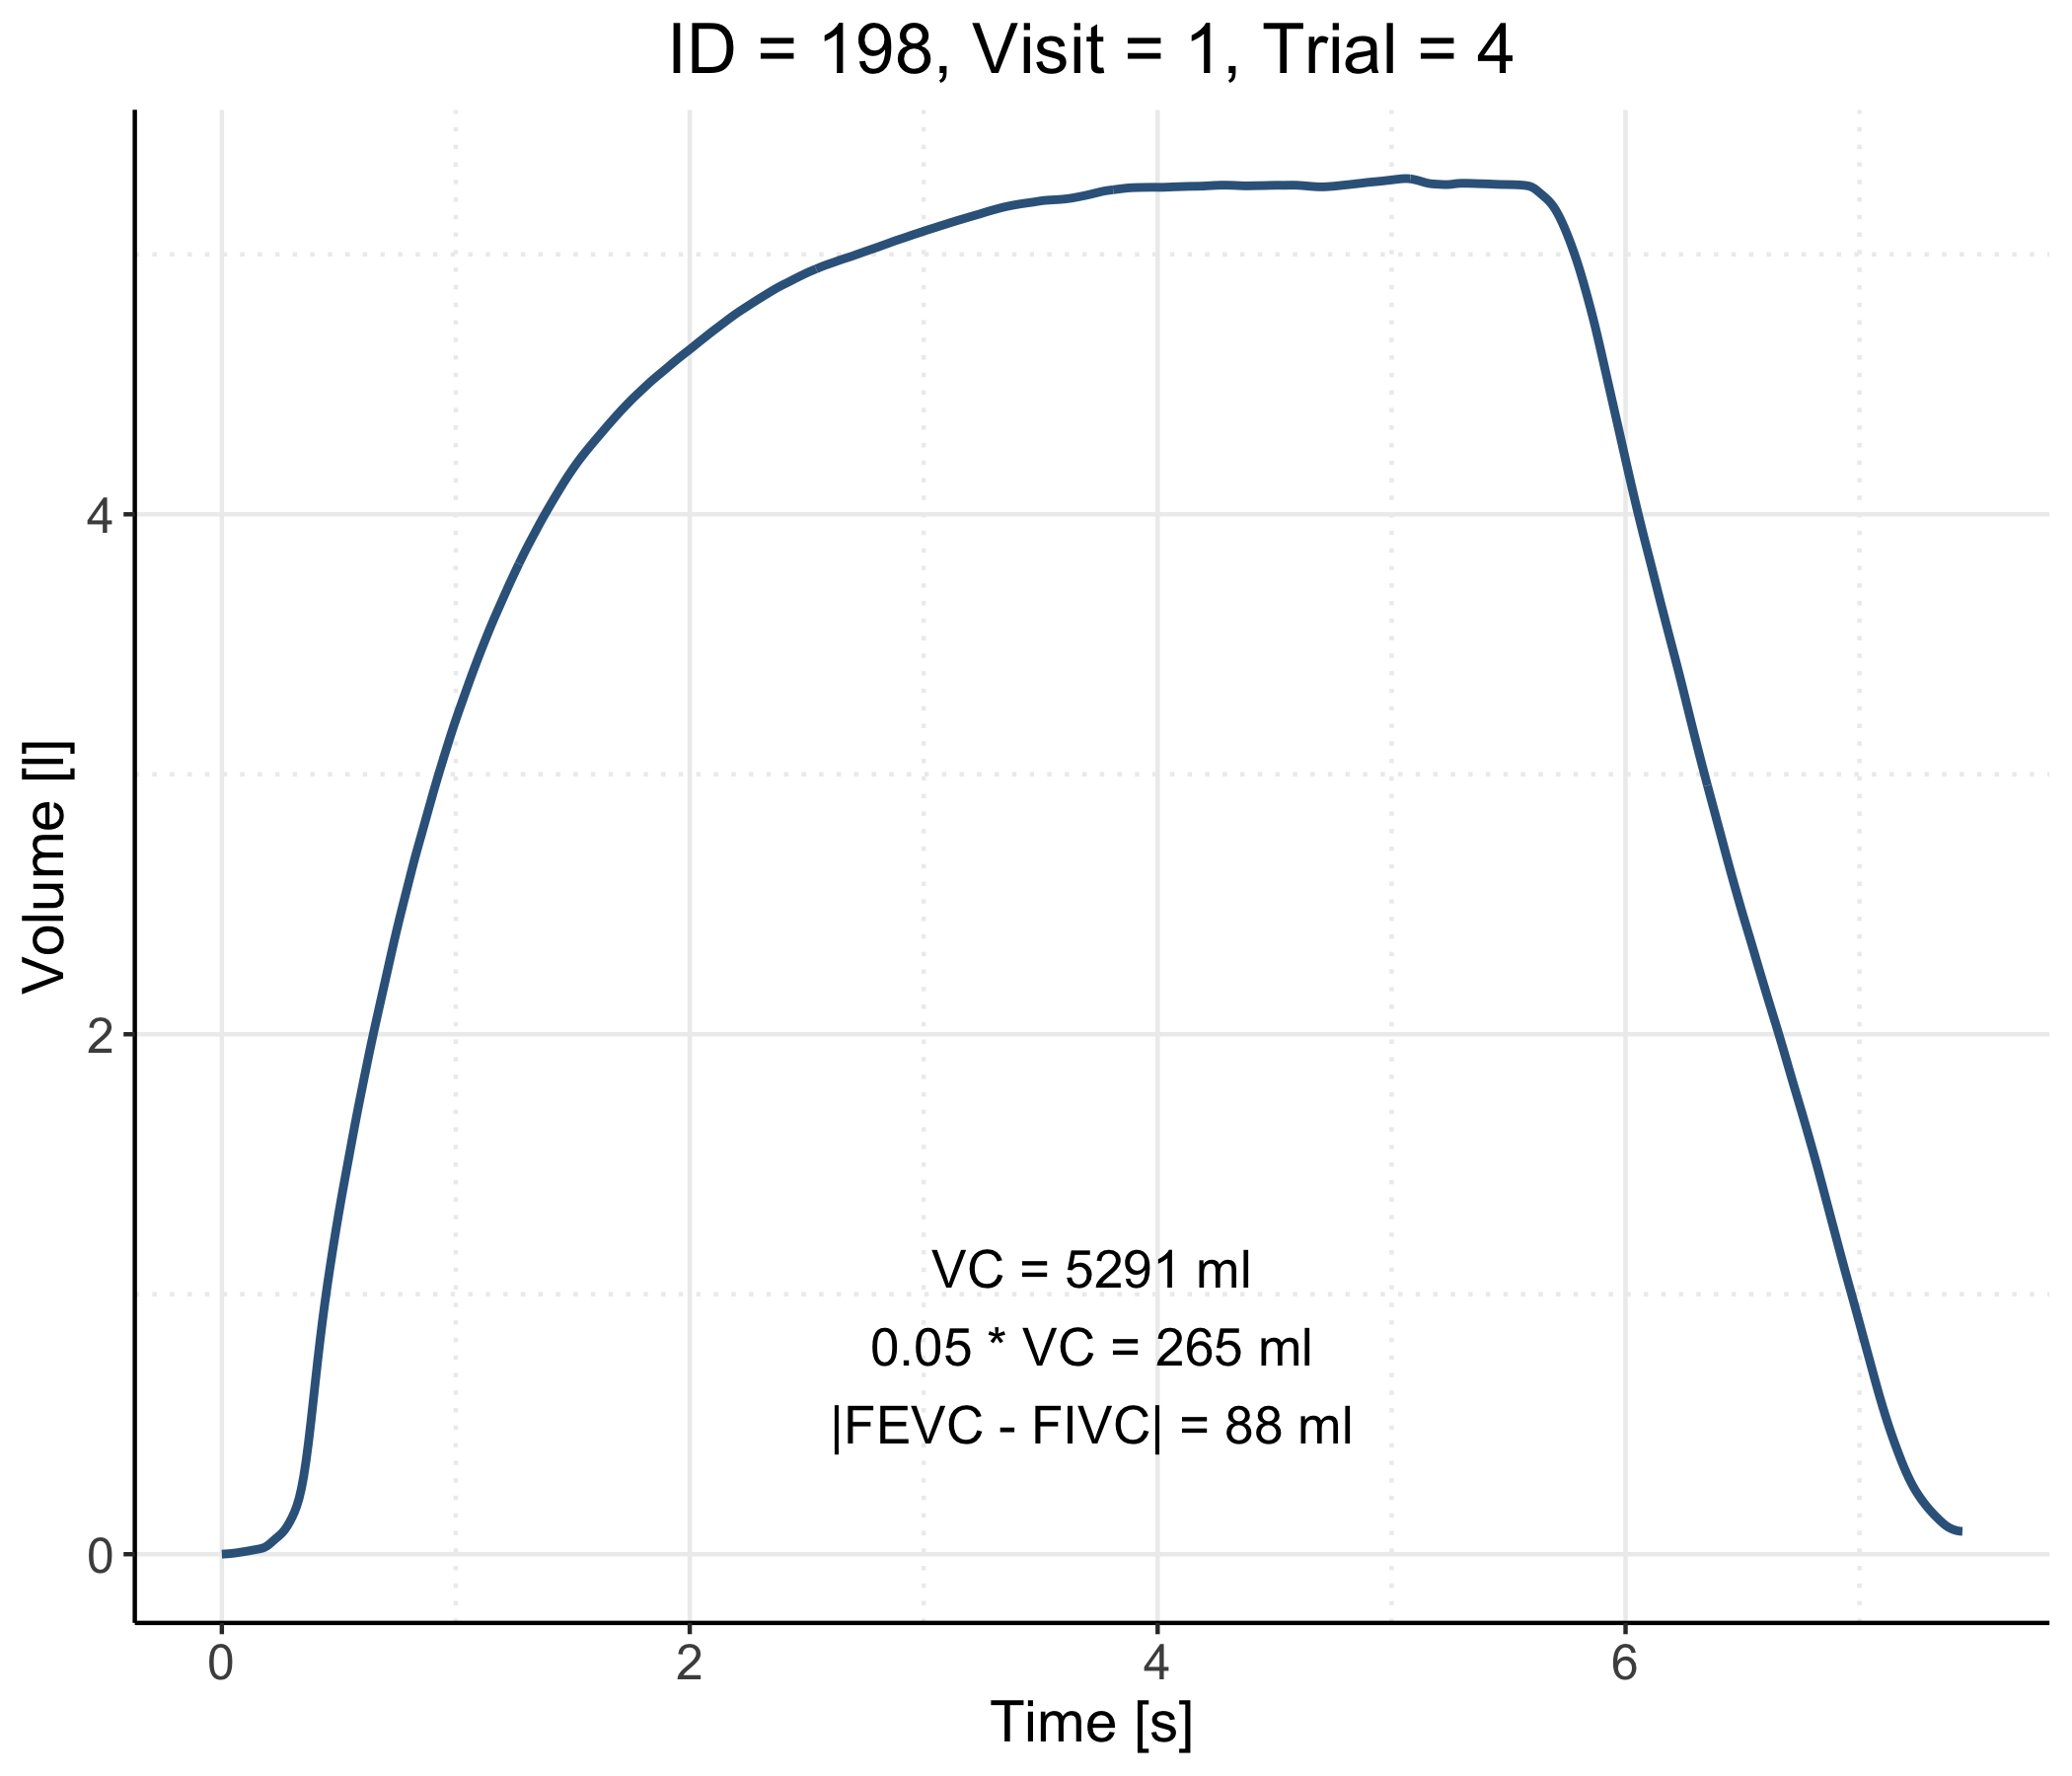 ID = 198, Visit = 1, Trial = 4
Volume [l]
4
2
0
VC = 5291 ml
0.05 * VC = 265 ml
|FEVC - FIVC| = 88 ml
0 2 4 6
Time [s]